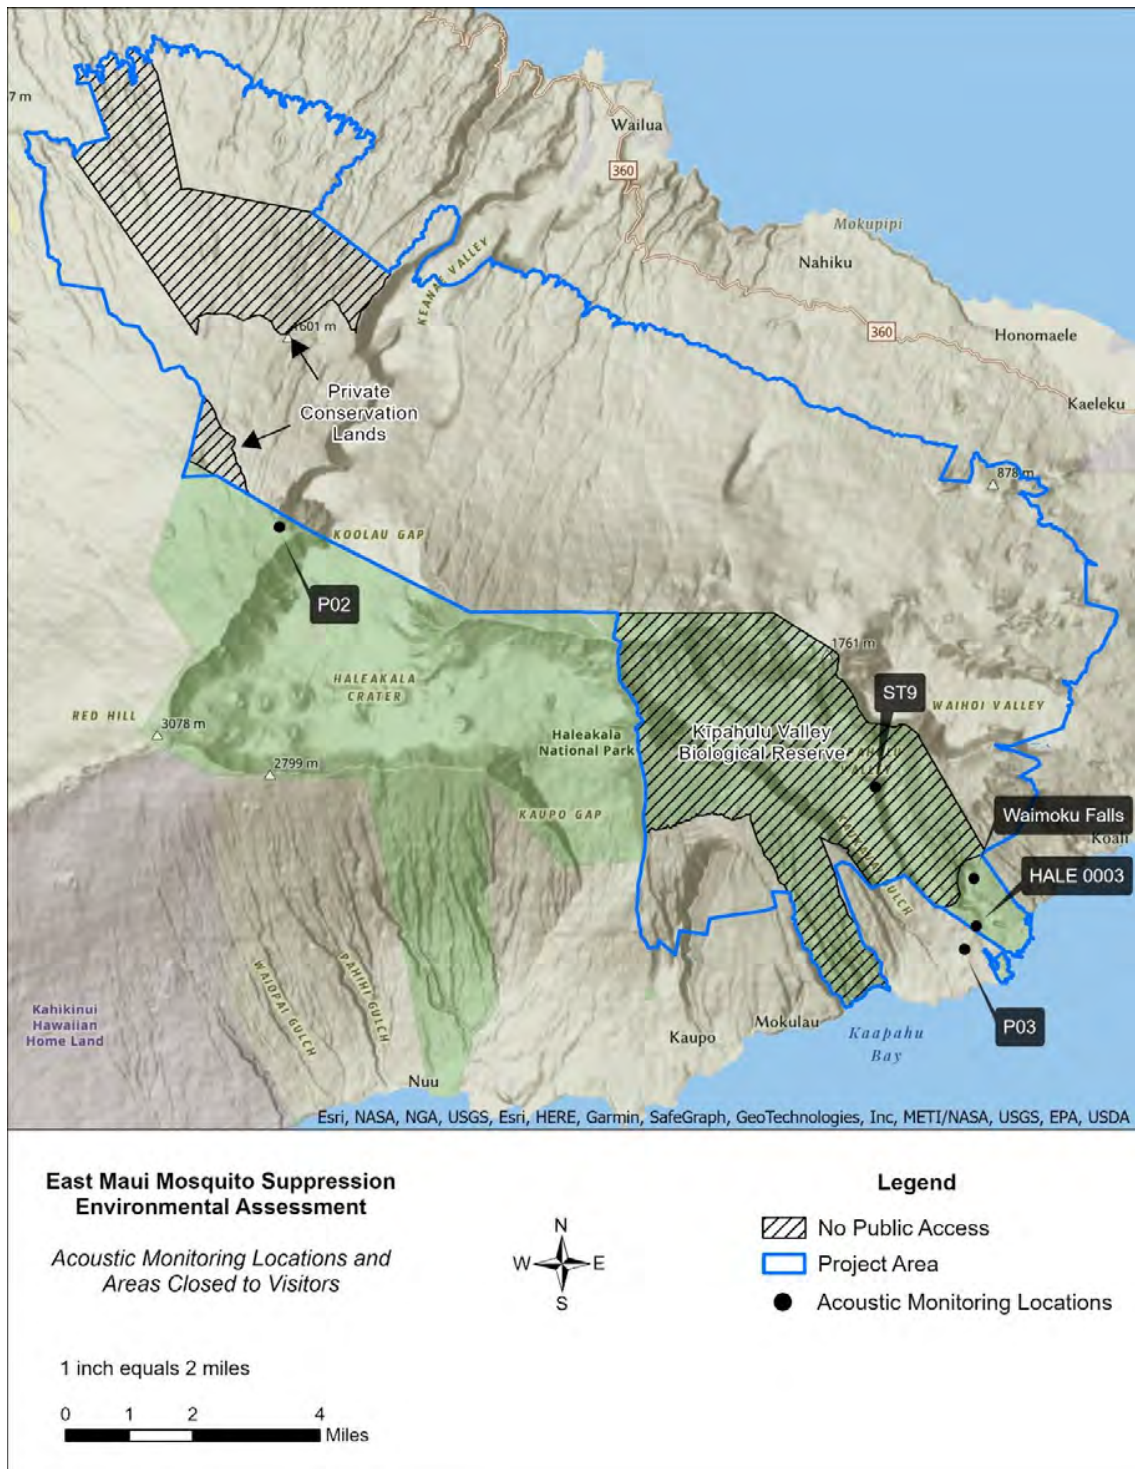 7 m
Wailua
360
Mokupipi
Nahiku
KEANAE VALLEY
360
Honomaele
1601 m
Kaeleku
Private
Conservation
Lands
878 m
KOOLAU GAP
P02
1761 m
HALEAKALA
CRATER
ST9
RED HILL
3078 m
WAIHOI VALLEY
Haleakala
National Park
Kīpahulu Valley
Biological Reserve
VALLEY
2799 m
KAUPO GAP
Waimoku Falls
Koali
HALE 0003
GULCH
WAIOPAI GULCH
PAHIHI GULCH
Kahikinui
Hawaiian
Home Land
Mokulau
Kaupo
Kaapahu
Bay
P03
Nuu
Esri, NASA, NGA, USGS, Esri, HERE, Garmin, SafeGraph, GeoTechnologies, Inc, METI/NASA, USGS, EPA, USDA
East Maui Mosquito Suppression
Environmental Assessment
Acoustic Monitoring Locations and
Areas Closed to Visitors
N
W E
S
Legend
No Public Access
Project Area
Acoustic Monitoring Locations
1 inch equals 2 miles
0 1 2 4
Miles